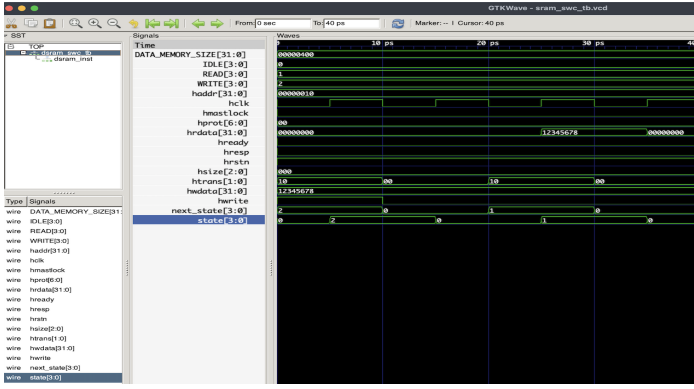 GTKWave - sram_swc_tb.vcd
From: 0 sec To: 40 ps Marker: -- | Cursor: 40 ps
SST
TOP
dsram_swc_tb
dsram_inst
Type Signals
wire DATA_MEMORY_SIZE[31:
wire IDLE[3:0]
wire READ[3:0]
wire WRITE[3:0]
wire haddr[31:0]
wire hclk
wire hmastlock
wire hprot[6:0]
wire hrdata[31:0]
wire hready
wire hresp
wire hrstn
wire hsize[2:0]
wire htrans[1:0]
wire hwdata[31:0]
wire hwrite
wire next_state[3:0]
wire state[3:0]
Signals
Time
DATA_MEMORY_SIZE[31:0]
IDLE[3:0]
READ[3:0]
WRITE[3:0]
haddr[31:0]
hclk
hmastlock
hprot[6:0]
hrdata[31:0]
hready
hresp
hrstn
hsize[2:0]
htrans[1:0]
hwdata[31:0]
hwrite
next_state[3:0]
state[3:0]
Waves
10 ps 20 ps 30 ps
00000400
0
1
2
00000010
00
00000000 12345678 00000000
000
10 00 10 00
12345678
2 0 1 0
0 2 0 1 0